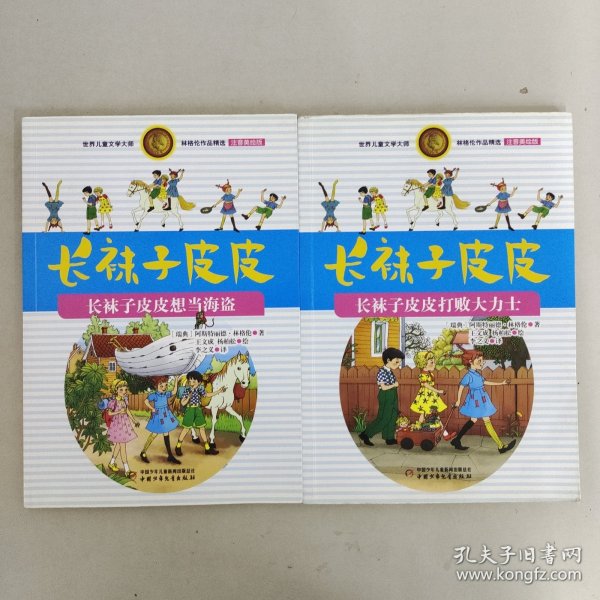 世界儿童文学大师
林格伦作品精选 注音美绘版
长袜子皮皮
长袜子皮皮想当海盗
[瑞典] 阿斯特丽德·林格伦 著
王文成 杨柏松 绘
李之义 译
中国少年儿童新闻出版总社
中国少年儿童出版社
世界儿童文学大师
林格伦作品精选 注音美绘版
长袜子皮皮
长袜子皮皮打败大力士
[瑞典] 阿斯特丽德·林格伦 著
王文成 杨柏松 绘
李之义 译
中国少年儿童新闻出版总社
中国少年儿童出版社
孔夫子旧书网
www.kongfz.com